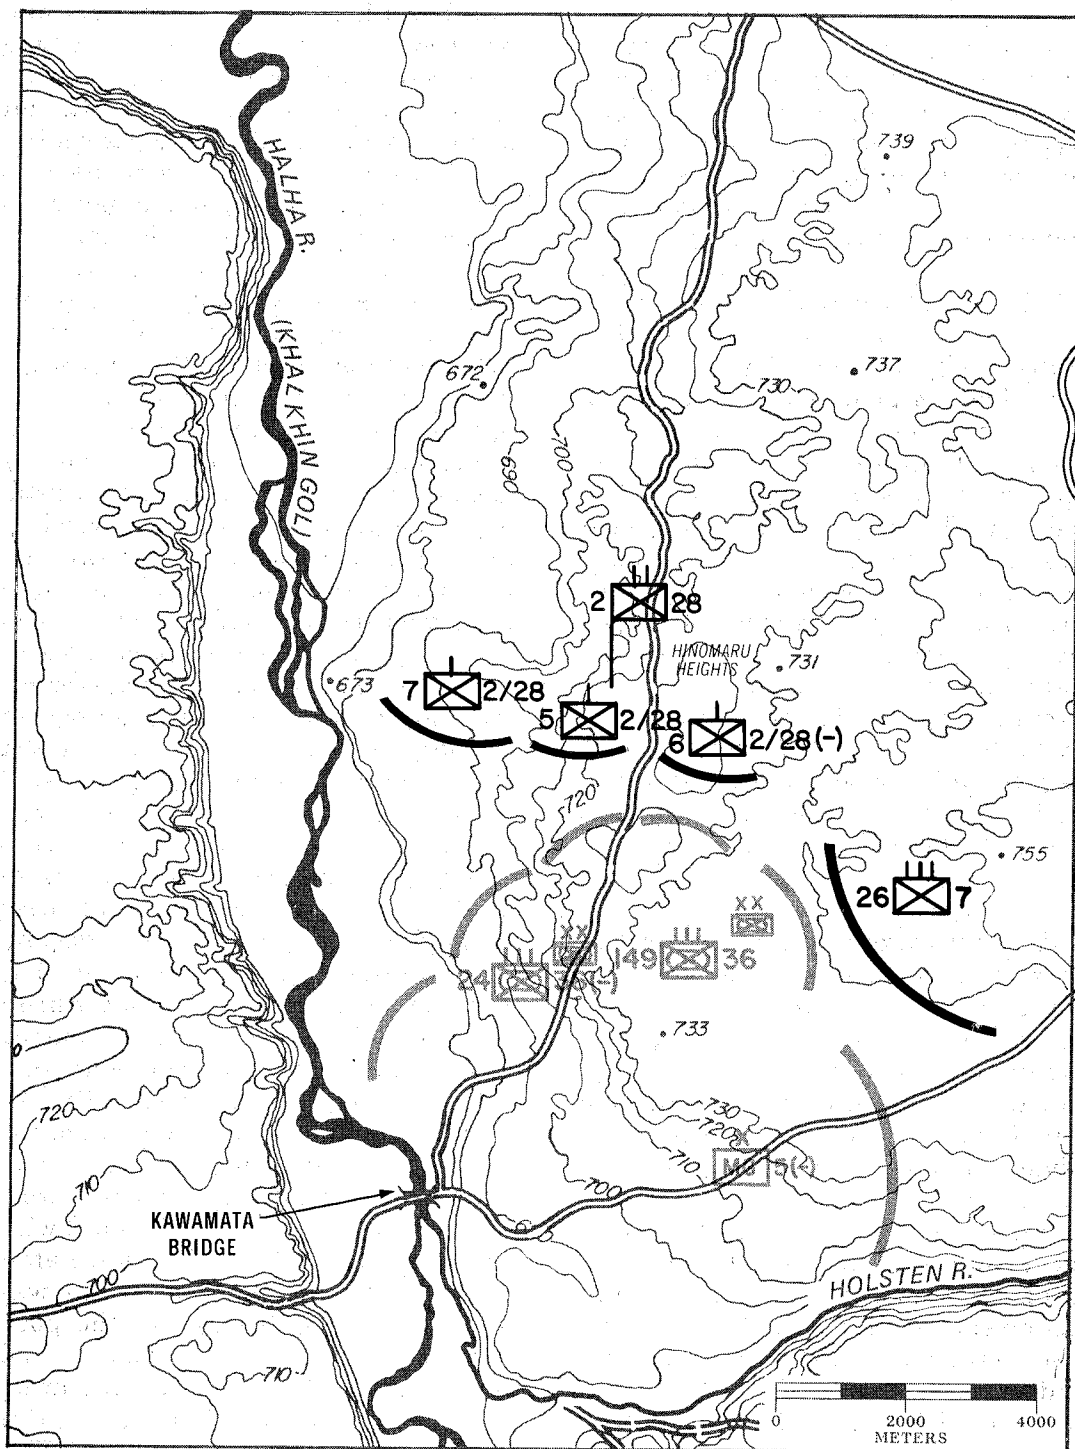 739
HALHA R.
(KHALKHIN GOL)
672
730
737
690
700
2 28
HINOMARU
HEIGHTS
731
673
7 2/28
5 2/28
6 2/28(-)
720
755
26 7
XX
XX
149 36
24
733
720
730
720
X
710
MG 5(-)
710
700
KAWAMATA
BRIDGE
700
HOLSTEN R.
710
0 2000 4000
METERS